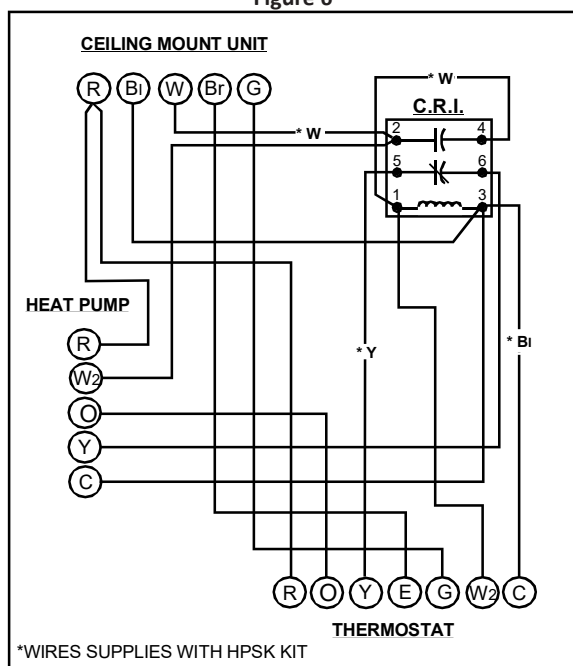 Figure 6
CEILING MOUNT UNIT
R Bl W Br G
* W
C.R.I.
2 4
* W
5 6
1 3
HEAT PUMP
R
W2
O
Y
C
* Y
* Bl
R O Y E G W2 C
THERMOSTAT
*WIRES SUPPLIES WITH HPSK KIT